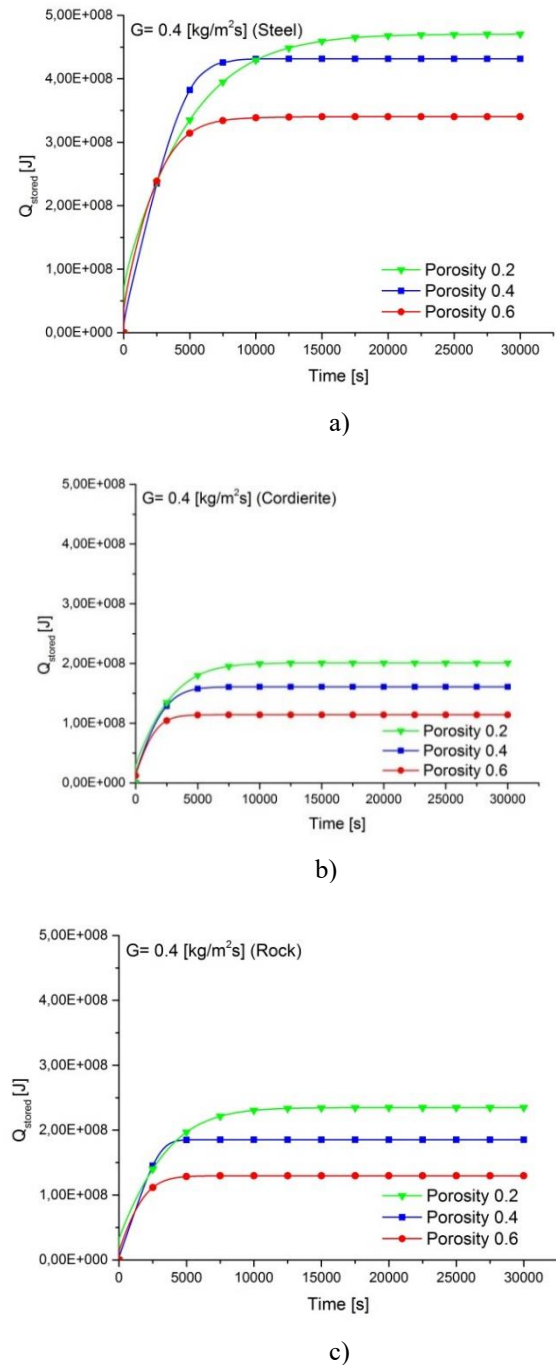 G= 0.4 [kg/m²s] (Steel)
5,00E+008
4,00E+008
3,00E+008
2,00E+008
1,00E+008
0,00E+000
Q_stored [J]
Porosity 0.2
Porosity 0.4
Porosity 0.6
0 5000 10000 15000 20000 25000 30000
Time [s]
a)
G= 0.4 [kg/m²s] (Cordierite)
5,00E+008
4,00E+008
3,00E+008
2,00E+008
1,00E+008
0,00E+000
Q_stored [J]
Porosity 0.2
Porosity 0.4
Porosity 0.6
0 5000 10000 15000 20000 25000 30000
Time [s]
b)
G= 0.4 [kg/m²s] (Rock)
5,00E+008
4,00E+008
3,00E+008
2,00E+008
1,00E+008
0,00E+000
Q_stored [J]
Porosity 0.2
Porosity 0.4
Porosity 0.6
0 5000 10000 15000 20000 25000 30000
Time [s]
c)